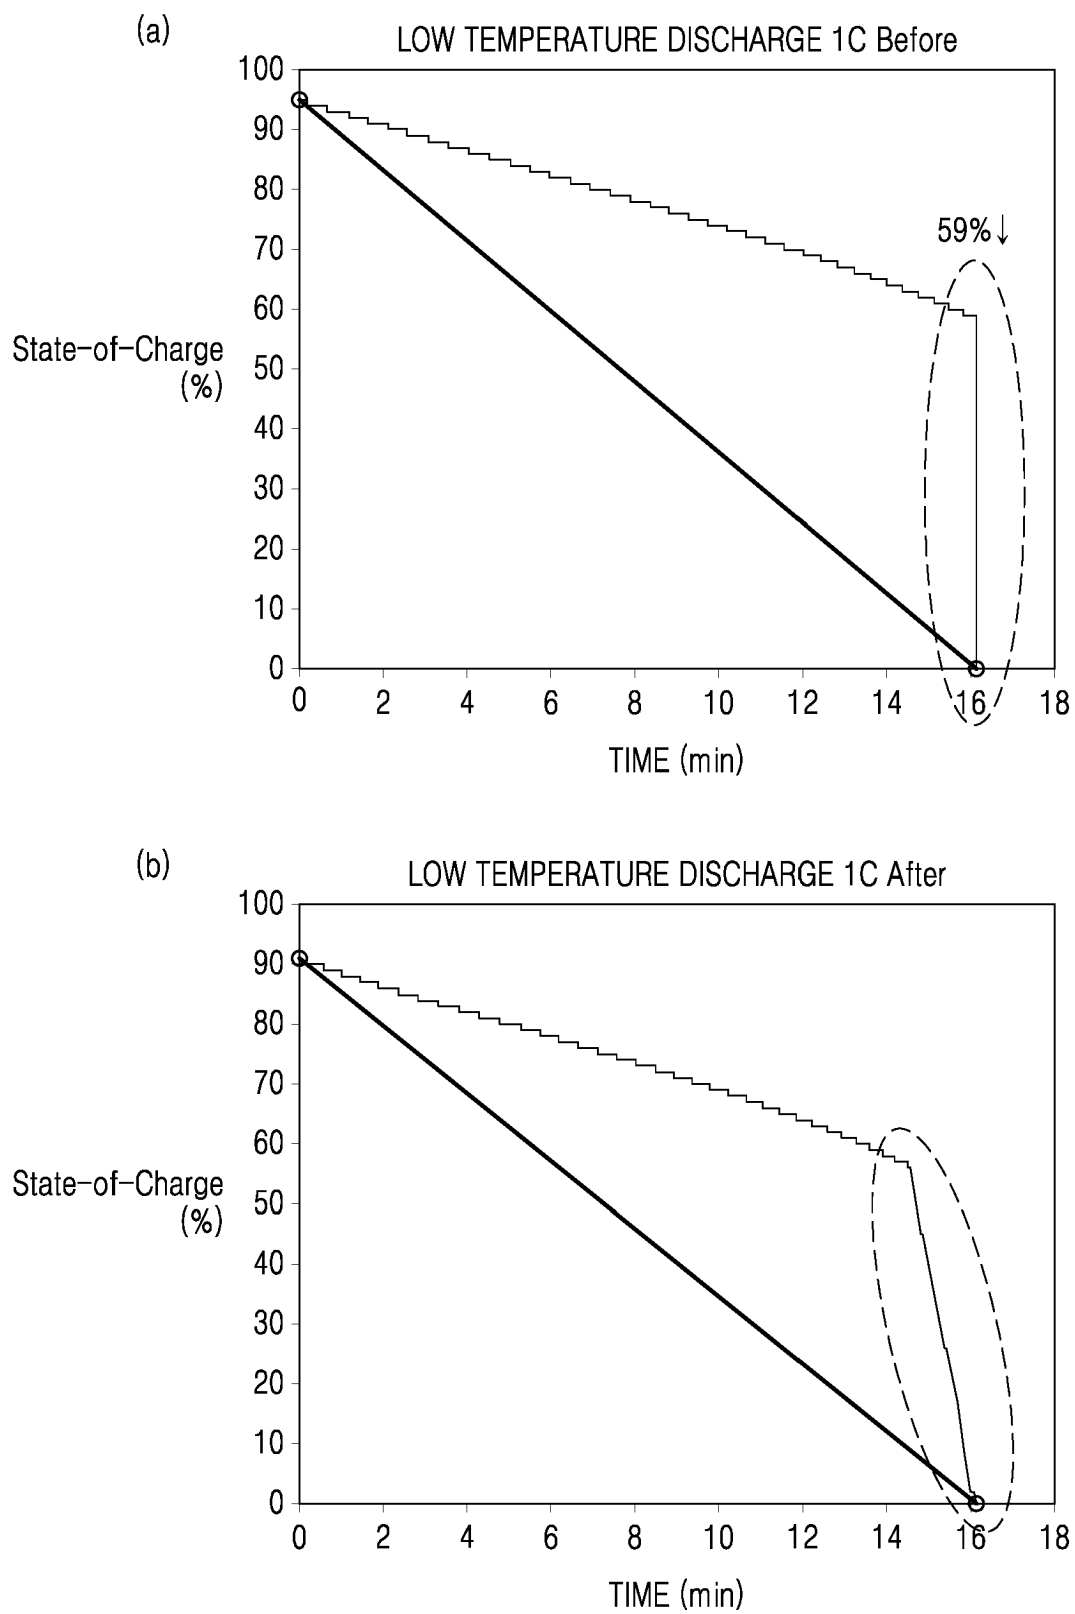 (a)
LOW TEMPERATURE DISCHARGE 1C Before
100
90
80
70
60
50
40
30
20
10
0
State-of-Charge
(%)
59%↓
0 2 4 6 8 10 12 14 16 18
TIME (min)
(b)
LOW TEMPERATURE DISCHARGE 1C After
100
90
80
70
60
50
40
30
20
10
0
State-of-Charge
(%)
0 2 4 6 8 10 12 14 16 18
TIME (min)